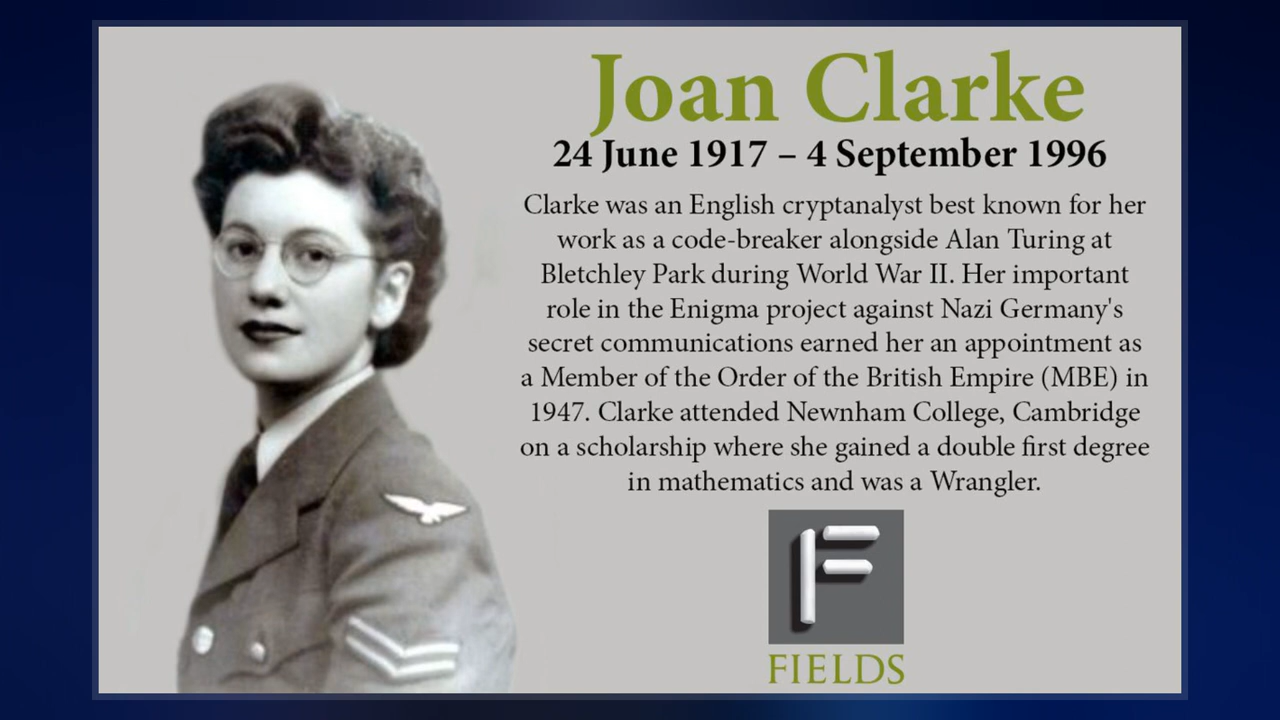 Joan Clarke
24 June 1917 – 4 September 1996
Clarke was an English cryptanalyst best known for her
work as a code-breaker alongside Alan Turing at
Bletchley Park during World War II. Her important
role in the Enigma project against Nazi Germany's
secret communications earned her an appointment as
a Member of the Order of the British Empire (MBE) in
1947. Clarke attended Newnham College, Cambridge
on a scholarship where she gained a double first degree
in mathematics and was a Wrangler.
F
FIELDS